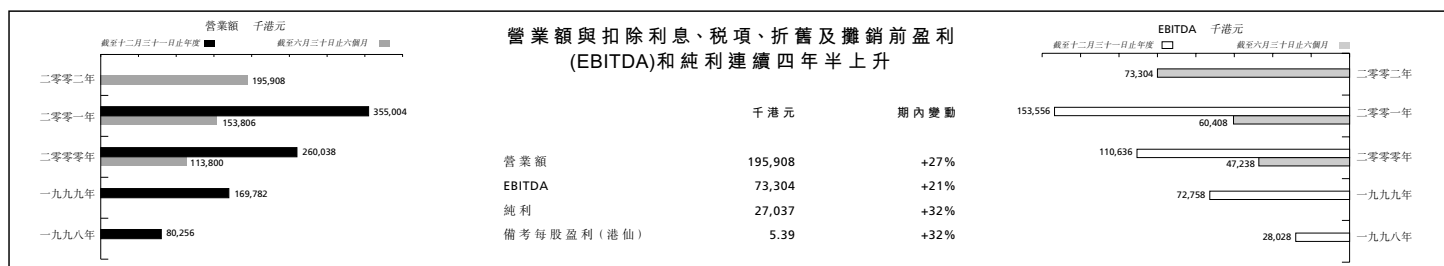 營業額 千港元
截至十二月三十一日止年度 截至六月三十日止六個月
二零零二年 195,908
二零零一年 355,004
153,806
二零零零年 260,038
113,800
一九九九年 169,782
一九九八年 80,256
營業額與扣除利息、税項、折舊及攤銷前盈利
(EBITDA)和純利連續四年半上升
千港元 期內變動
營業額 195,908 +27%
EBITDA 73,304 +21%
純利 27,037 +32%
備考每股盈利(港仙) 5.39 +32%
EBITDA 千港元
截至十二月三十一日止年度 截至六月三十日止六個月
73,304 二零零二年
153,556 二零零一年
60,408
110,636 二零零零年
47,238
72,758 一九九九年
28,028 一九九八年